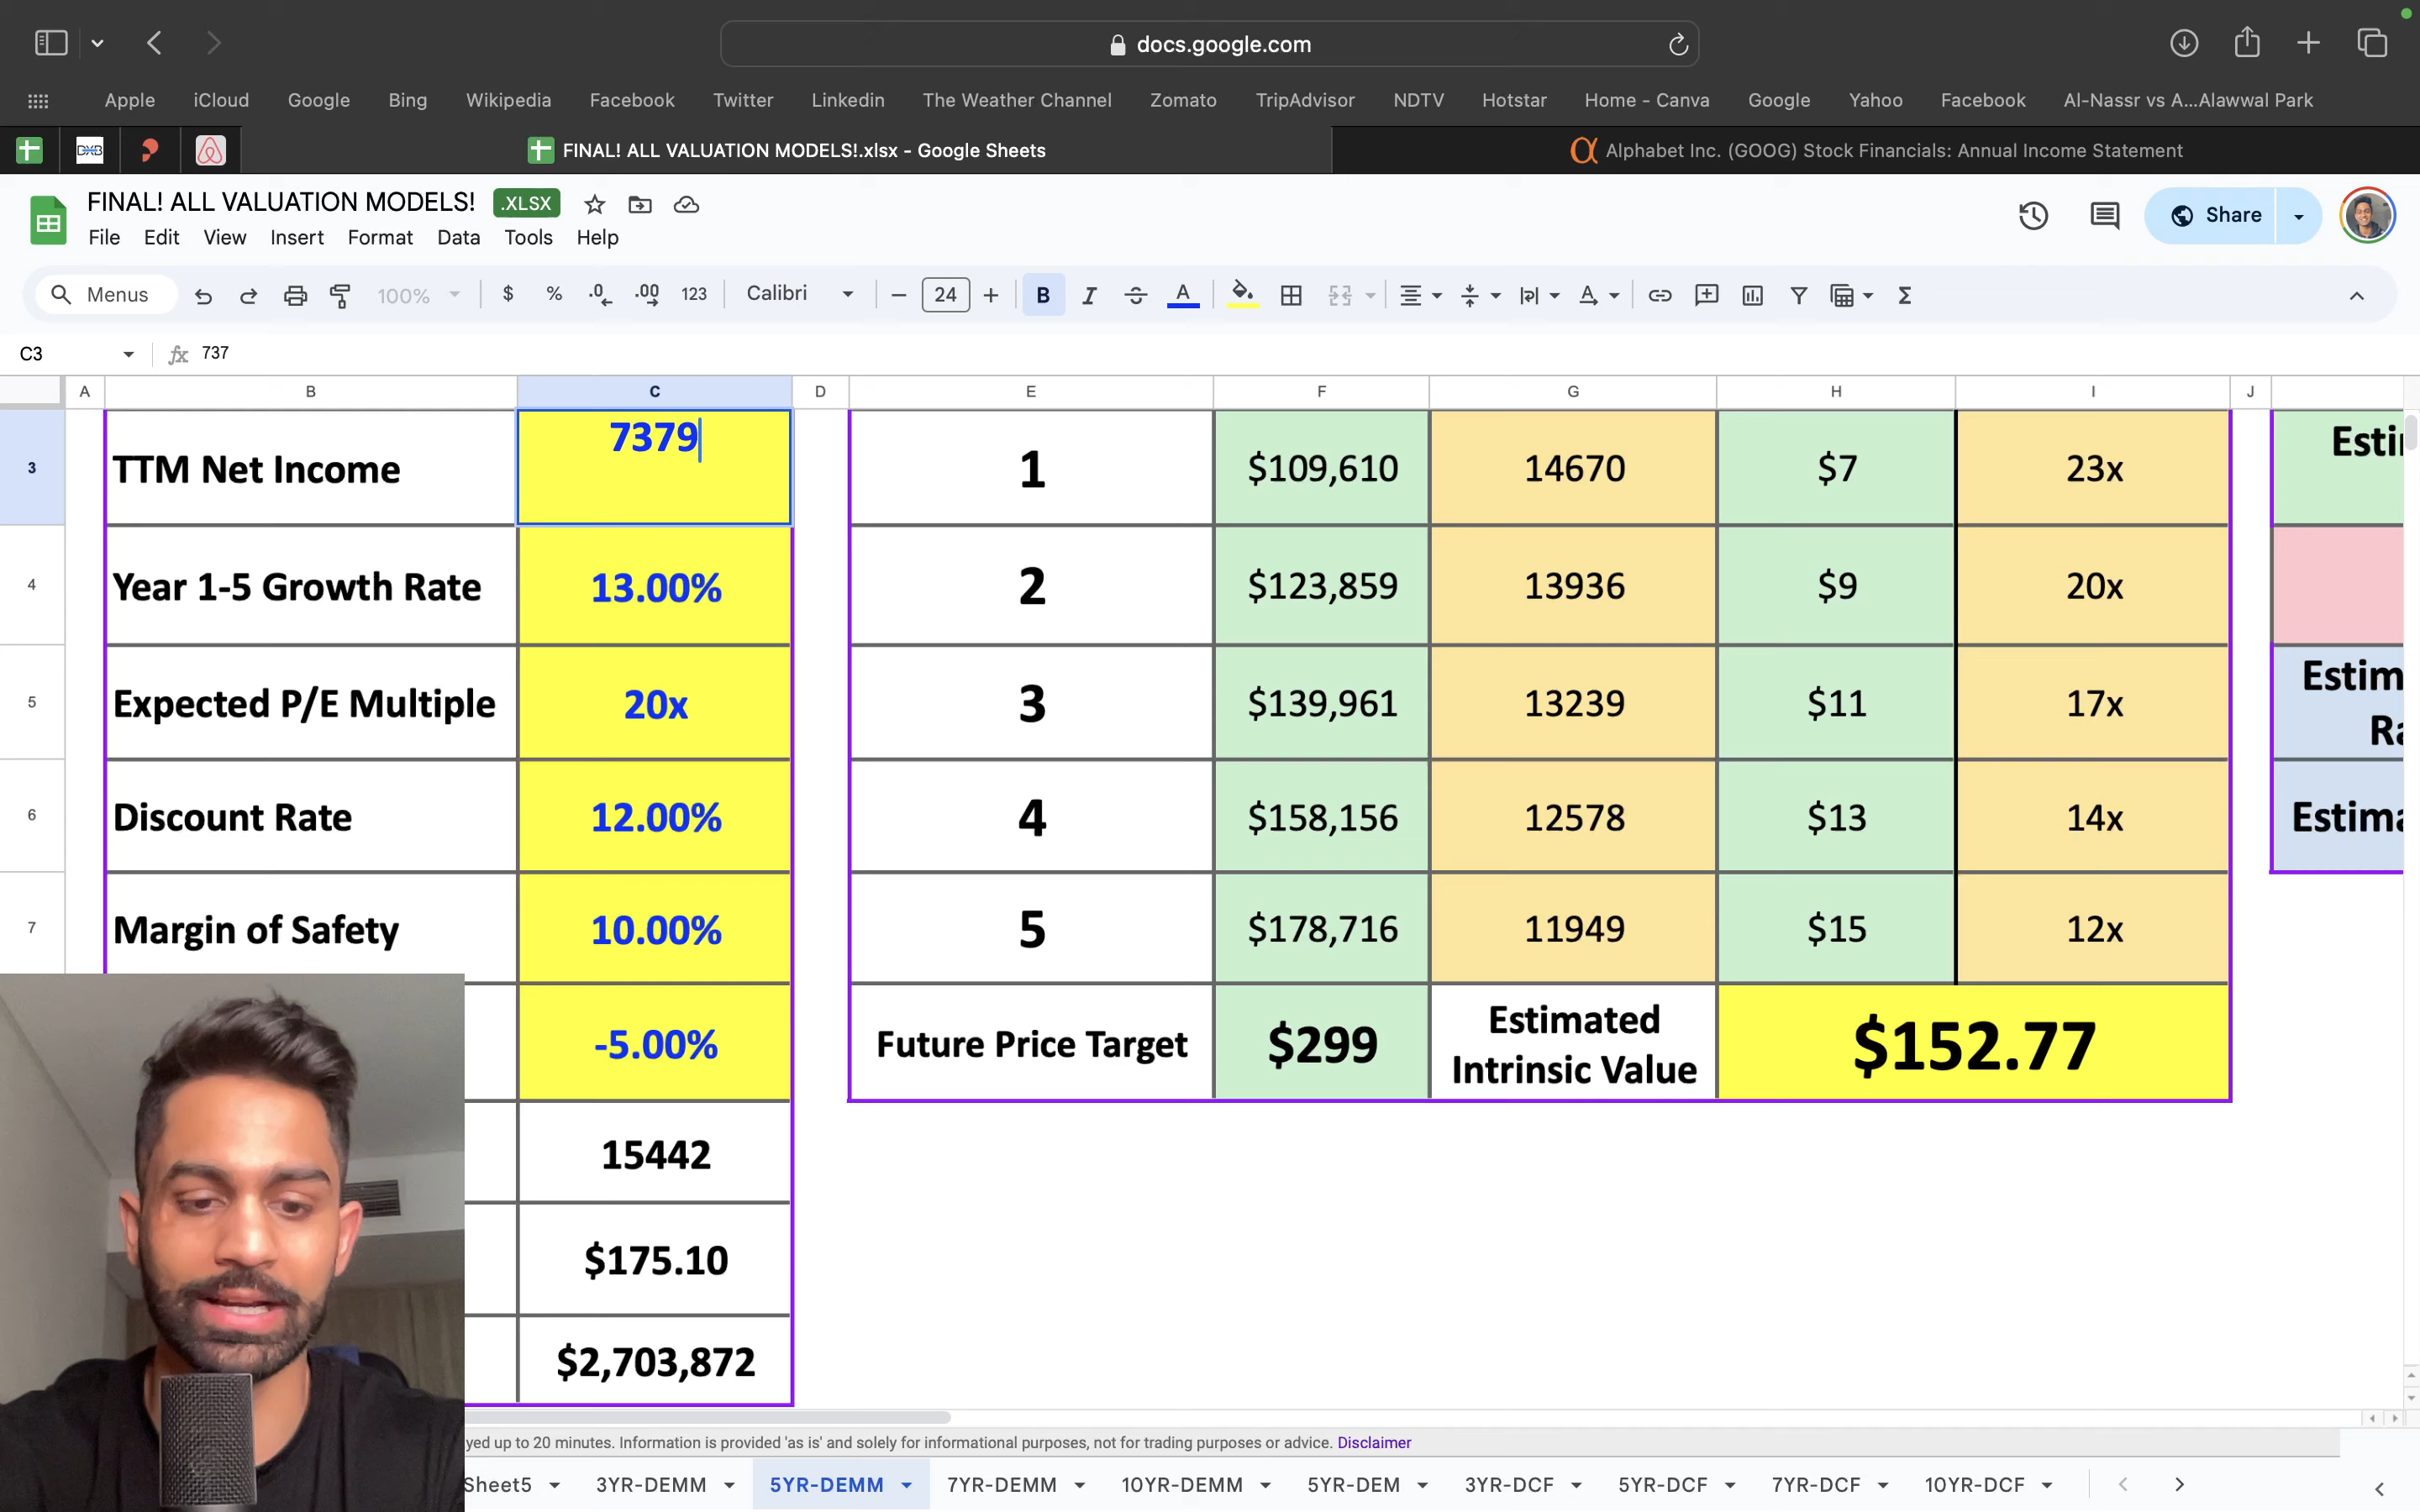 docs.google.com
Apple iCloud Google Bing Wikipedia Facebook Twitter Linkedin The Weather Channel Zomato TripAdvisor NDTV Hotstar Home - Canva Google Yahoo Facebook Al-Nassr vs A...Alawwal Park
DXB FINAL! ALL VALUATION MODELS!.xlsx - Google Sheets Alphabet Inc. (GOOG) Stock Financials: Annual Income Statement
FINAL! ALL VALUATION MODELS! .XLSX
File Edit View Insert Format Data Tools Help
Share
Menus 100% $ % .0 .00 123 Calibri 24 B I A
C3 fx 737
A B C D E F G H I J
3 TTM Net Income 7379 1 $109,610 14670 $7 23x Esti
4 Year 1-5 Growth Rate 13.00% 2 $123,859 13936 $9 20x
5 Expected P/E Multiple 20x 3 $139,961 13239 $11 17x Estim
Ra
6 Discount Rate 12.00% 4 $158,156 12578 $13 14x Estima
7 Margin of Safety 10.00% 5 $178,716 11949 $15 12x
-5.00% Future Price Target $299 Estimated
Intrinsic Value $152.77
15442
$175.10
$2,703,872
yed up to 20 minutes. Information is provided 'as is' and solely for informational purposes, not for trading purposes or advice. Disclaimer
Sheet5 3YR-DEMM 5YR-DEMM 7YR-DEMM 10YR-DEMM 5YR-DEM 3YR-DCF 5YR-DCF 7YR-DCF 10YR-DCF